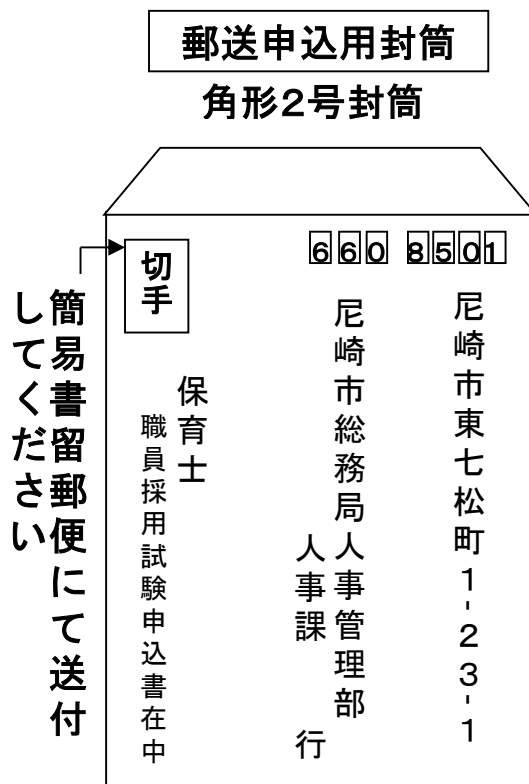 郵送申込用封筒
角形2号封筒
切手
660 8501
尼崎市東七松町1-23-1
尼崎市総務局人事管理部
人事課　行
保育士
職員採用試験申込書在中
簡易書留郵便にて送付
してください